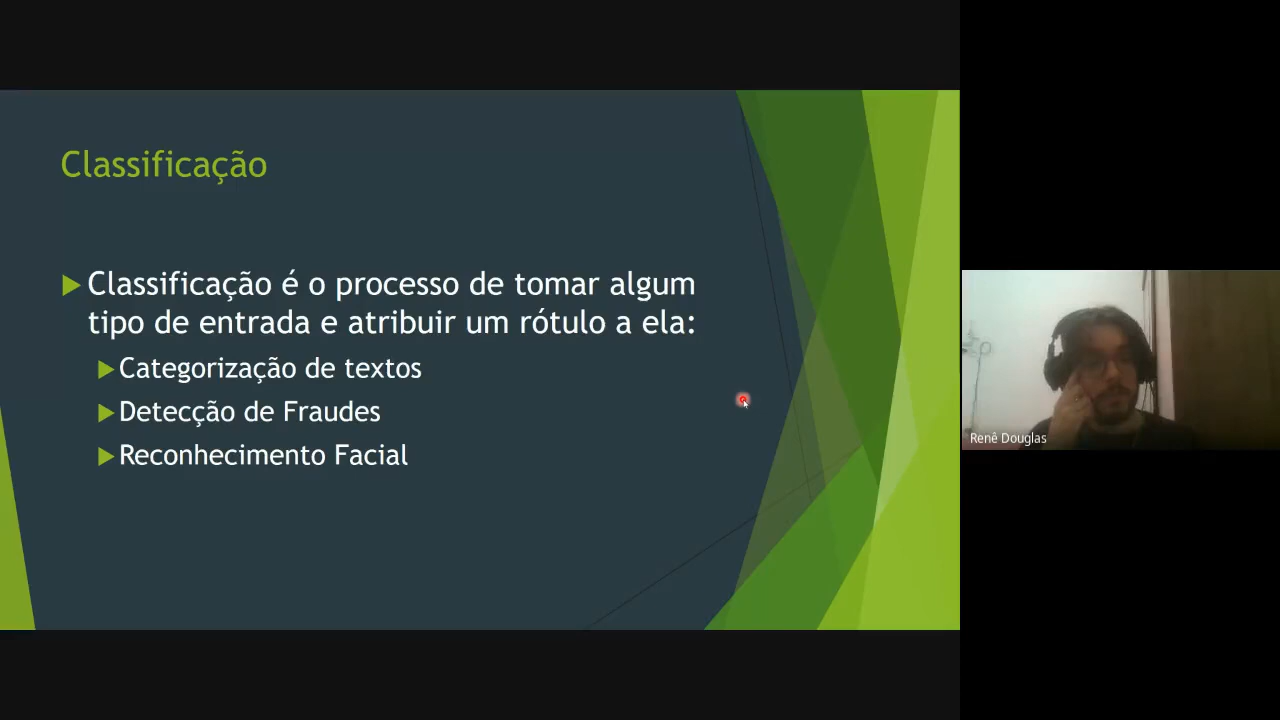 Classificação
Classificação é o processo de tomar algum
tipo de entrada e atribuir um rótulo a ela:
Categorização de textos
Detecção de Fraudes
Reconhecimento Facial
Renê Douglas